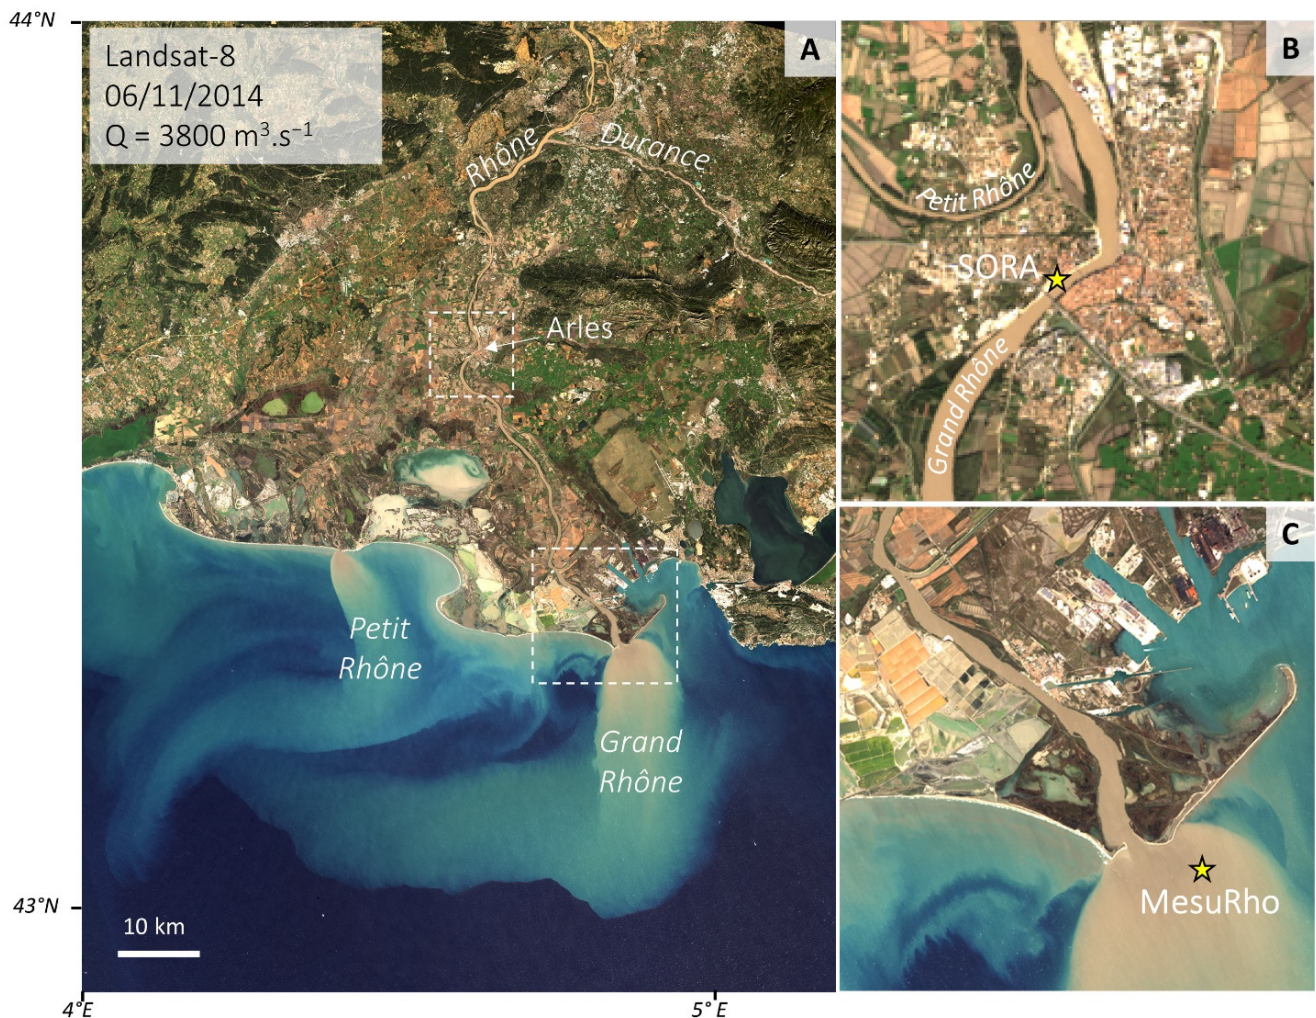 44°N
Landsat-8
06/11/2014
Q = 3800 m³.s⁻¹
A
Rhône
Durance
Arles
Petit
Rhône
Grand
Rhône
43°N
10 km
4°E
5°E
B
Petit Rhône
SORA
Grand Rhône
C
MesuRho